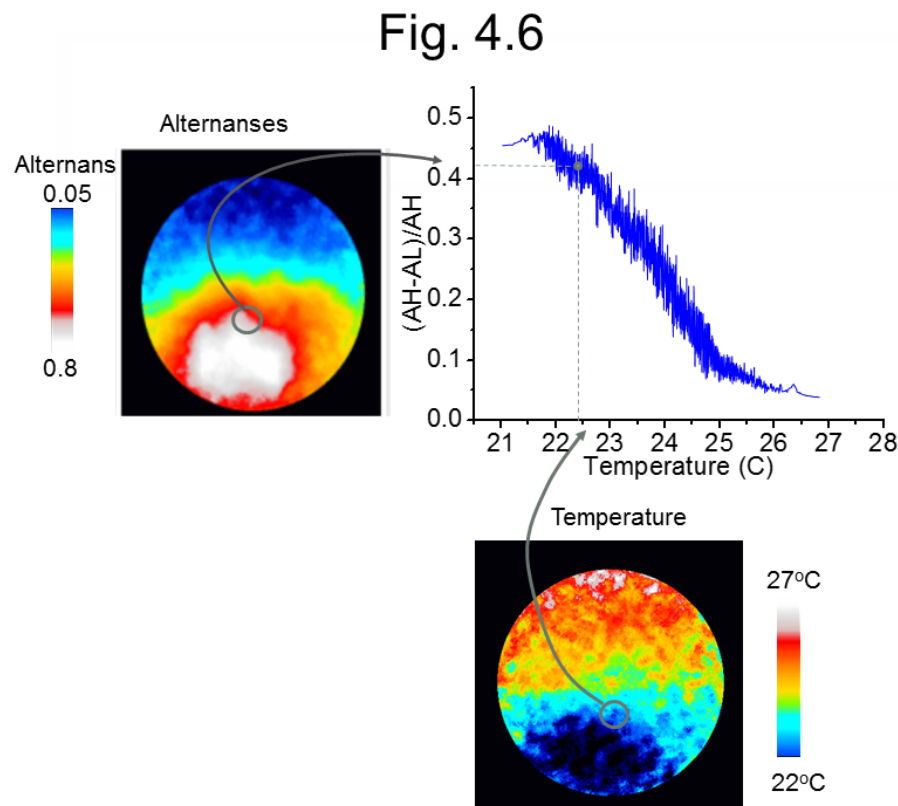 Fig. 4.6
Alternanses
Alternans
0.05
0.8
0.5
0.4
0.3
0.2
0.1
0.0
(AH-AL)/AH
21 22 23 24 25 26 27 28
Temperature (C)
Temperature
27°C
22°C